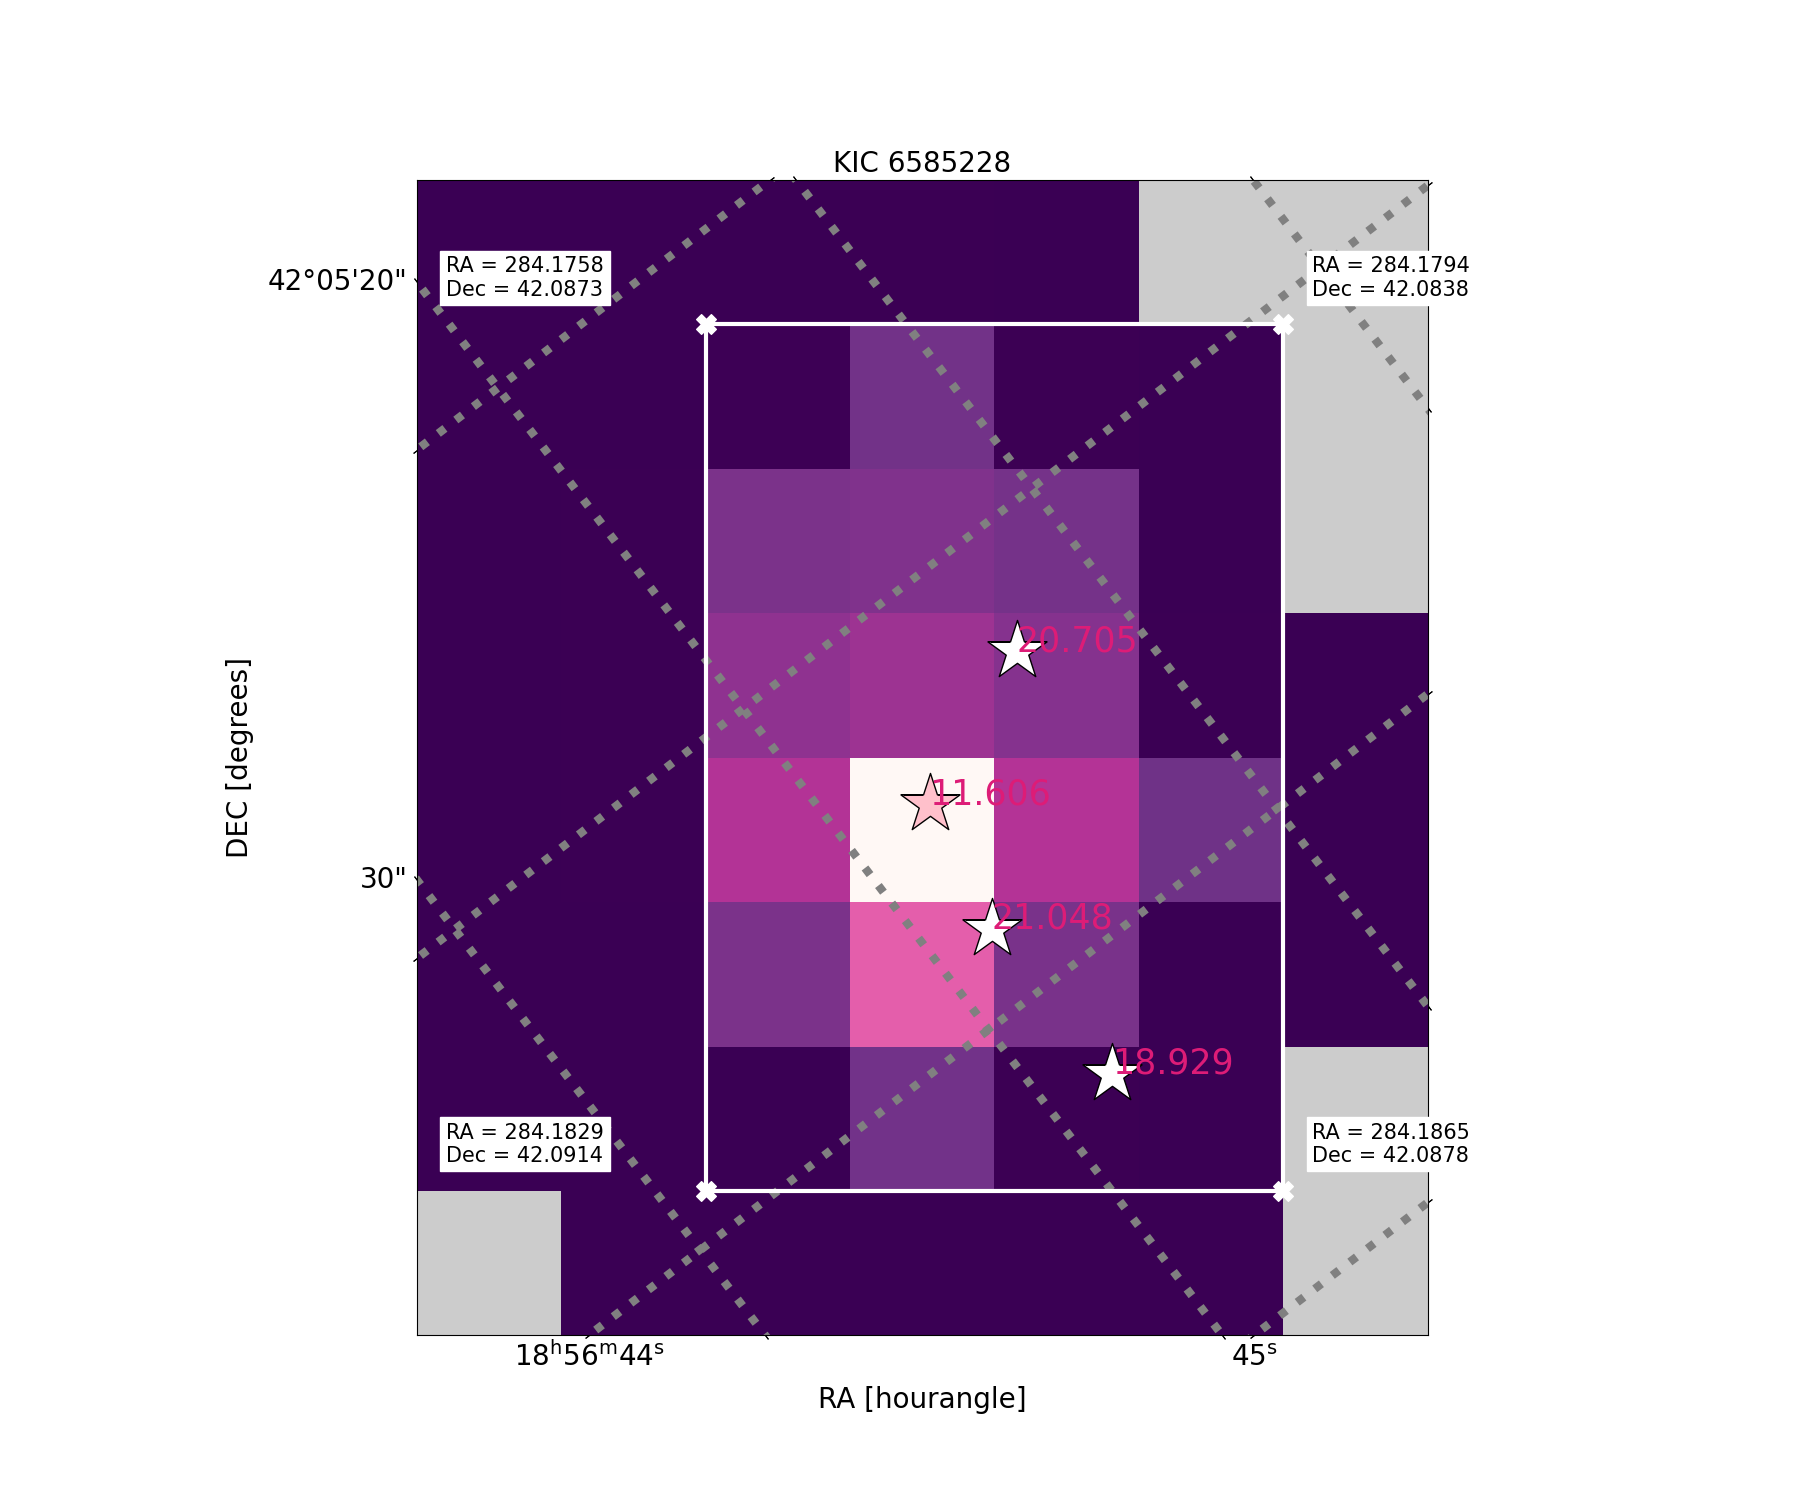 KIC 6585228
RA = 284.1758
Dec = 42.0873
RA = 284.1794
Dec = 42.0838
42°05'20"
20.705
11.606
30"
21.048
18.929
RA = 284.1829
Dec = 42.0914
RA = 284.1865
Dec = 42.0878
18ʰ56ᵐ44ˢ
45ˢ
RA [hourangle]
DEC [degrees]